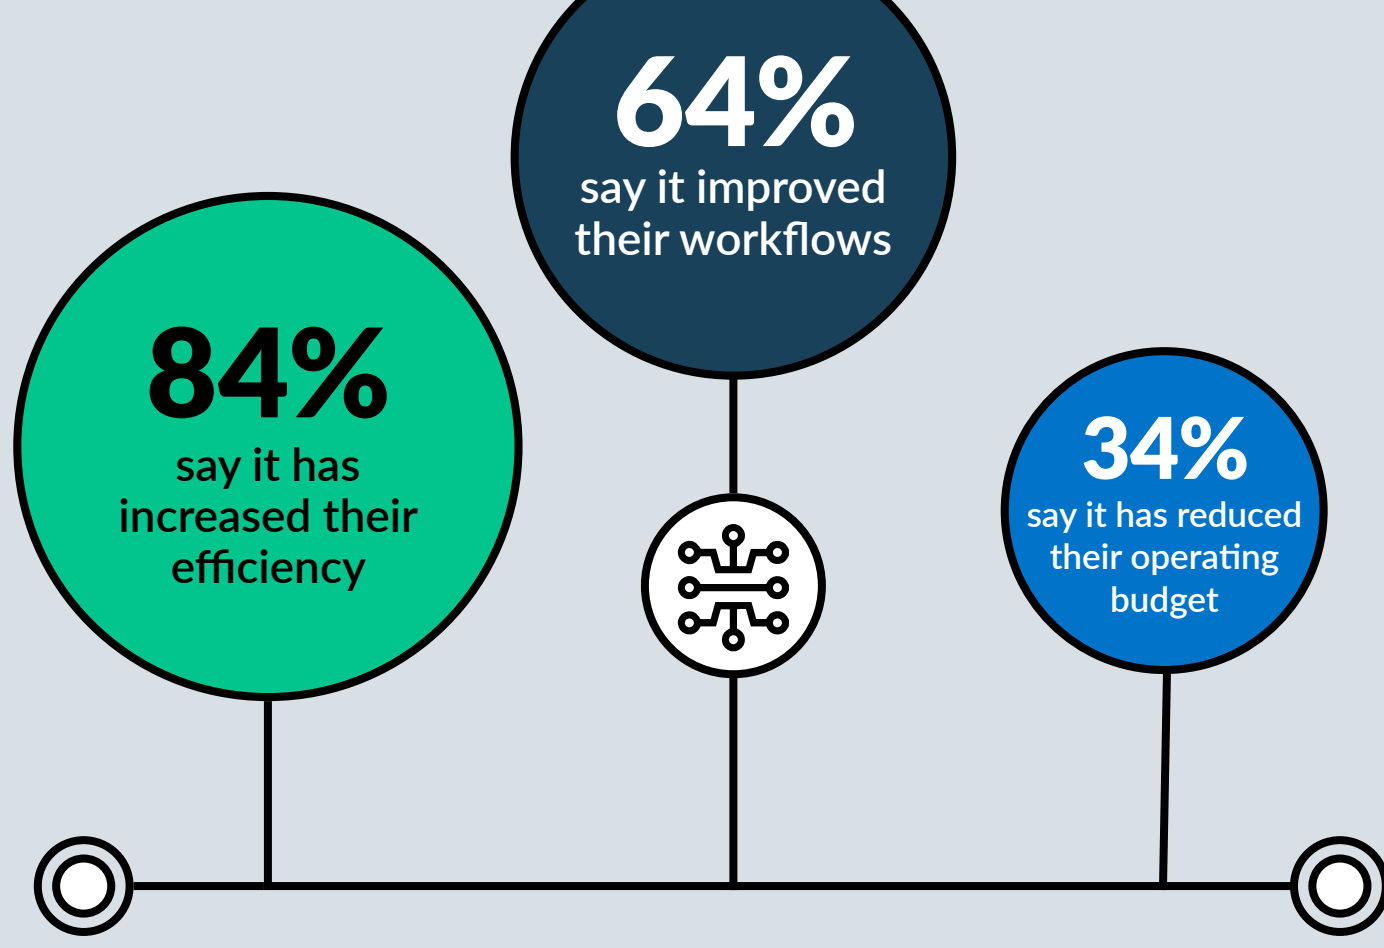 84%
say it has
increased their
efficiency
64%
say it improved
their workflows
34%
say it has reduced
their operating
budget